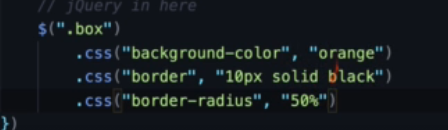 // jQuery in here
$(".box")
.css("background-color", "orange")
.css("border", "10px solid black")
.css("border-radius", "50%")
})